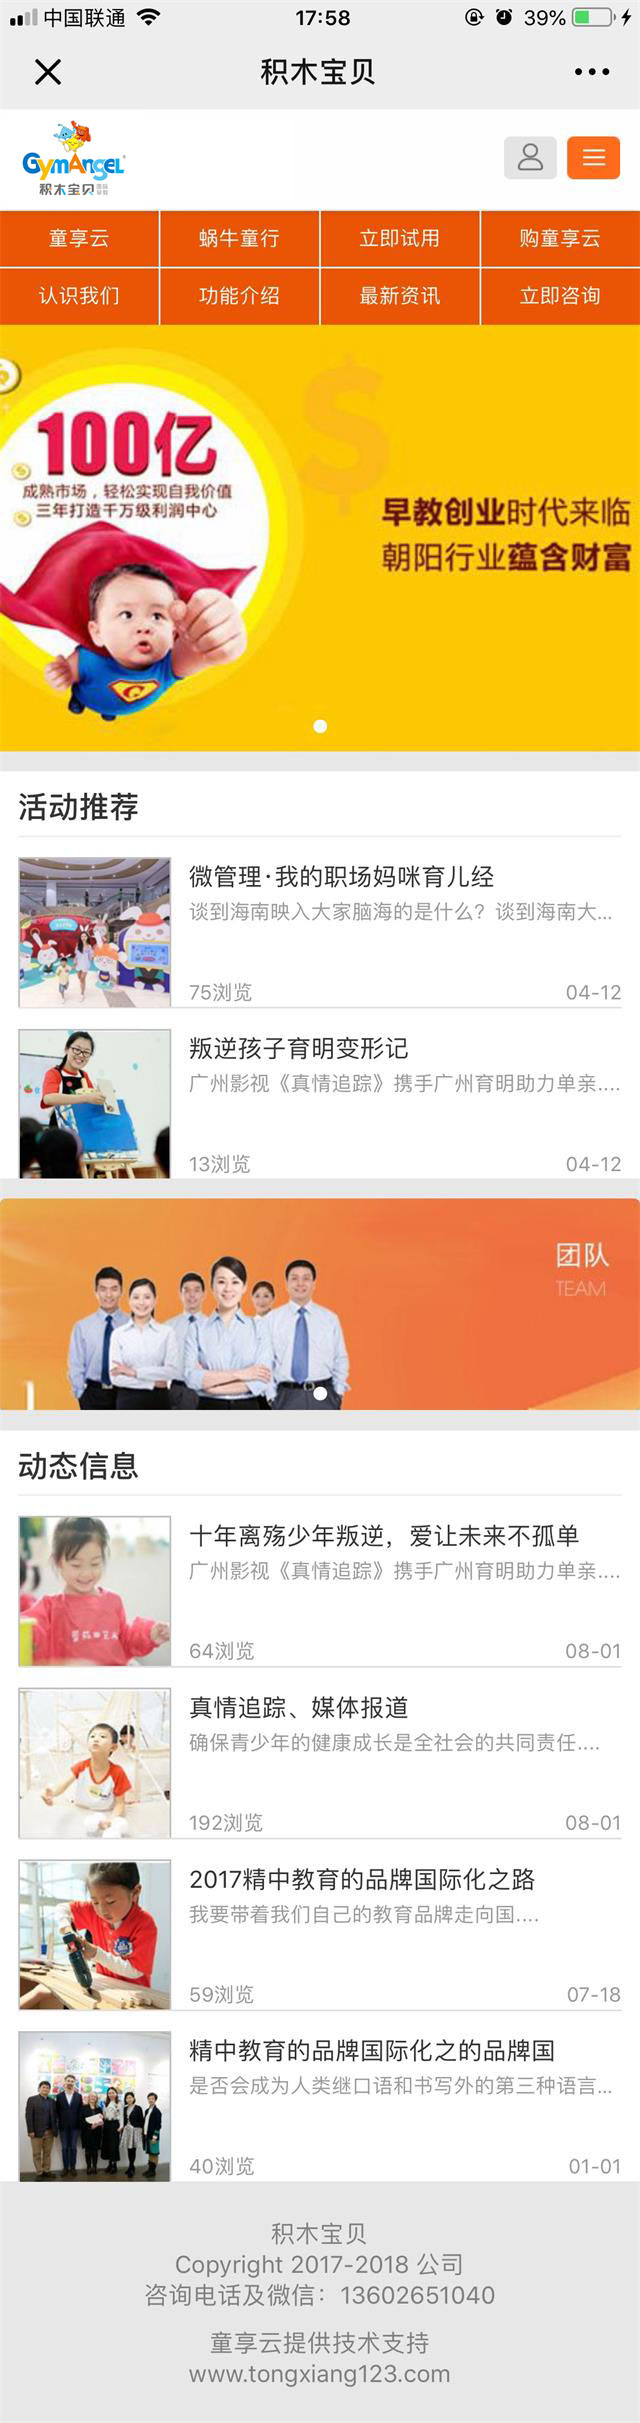 中国联通
17:58
39%
积木宝贝
GymAngel
积木宝贝
童享云
蜗牛童行
立即试用
购童享云
认识我们
功能介绍
最新资讯
立即咨询
100亿
成熟市场，轻松实现自我价值
三年打造千万级利润中心
早教创业时代来临
朝阳行业蕴含财富
活动推荐
微管理·我的职场妈咪育儿经
谈到海南映入大家脑海的是什么？谈到海南大...
75浏览
04-12
叛逆孩子育明变形记
广州影视《真情追踪》携手广州育明助力单亲....
13浏览
04-12
团队
TEAM
动态信息
十年离殇少年叛逆，爱让未来不孤单
广州影视《真情追踪》携手广州育明助力单亲....
64浏览
08-01
真情追踪、媒体报道
确保青少年的健康成长是全社会的共同责任....
192浏览
08-01
2017精中教育的品牌国际化之路
我要带着我们自己的教育品牌走向国....
59浏览
07-18
精中教育的品牌国际化之的品牌国
是否会成为人类继口语和书写外的第三种语言...
40浏览
01-01
积木宝贝
Copyright 2017-2018 公司
咨询电话及微信：13602651040
童享云提供技术支持
www.tongxiang123.com